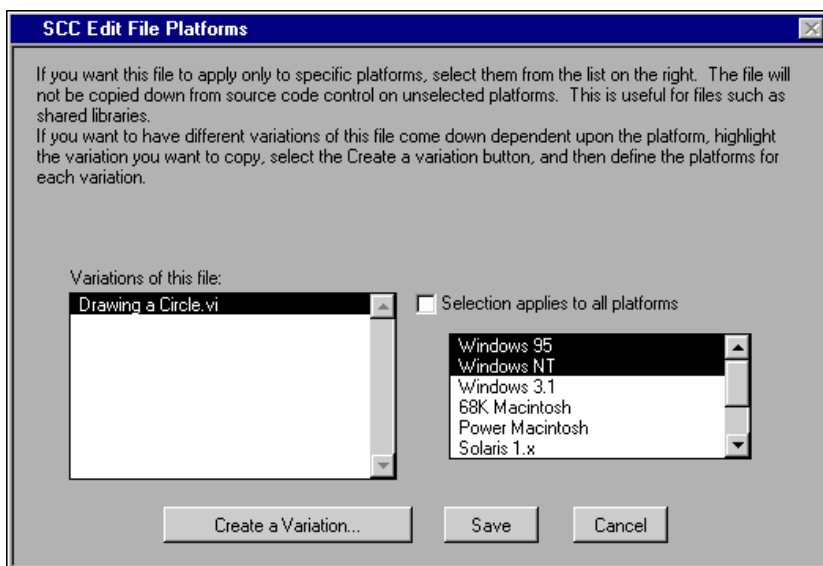 SCC Edit File Platforms
If you want this file to apply only to specific platforms, select them from the list on the right.  The file will
not be copied down from source code control on unselected platforms.  This is useful for files such as
shared libraries.
If you want to have different variations of this file come down dependent upon the platform, highlight
the variation you want to copy, select the Create a variation button, and then define the platforms for
each variation.
Variations of this file:
Drawing a Circle.vi
Selection applies to all platforms
Windows 95
Windows NT
Windows 3.1
68K Macintosh
Power Macintosh
Solaris 1.x
Create a Variation...
Save
Cancel